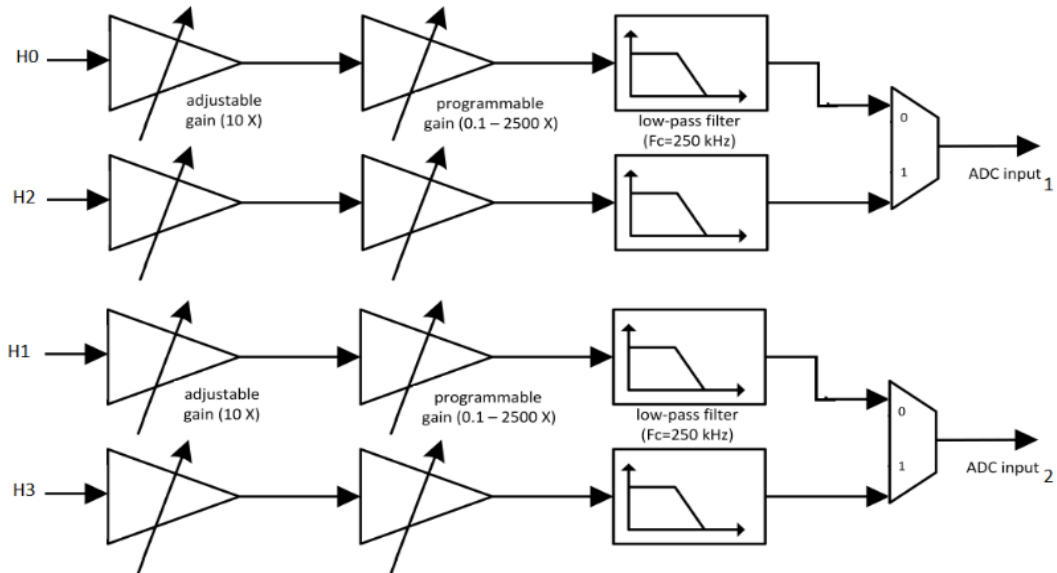 H0
adjustable
gain (10 X)
programmable
gain (0.1 – 2500 X)
low-pass filter
(Fc=250 kHz)
0
1
ADC input 1
H2
H1
adjustable
gain (10 X)
programmable
gain (0.1 – 2500 X)
low-pass filter
(Fc=250 kHz)
0
1
ADC input 2
H3